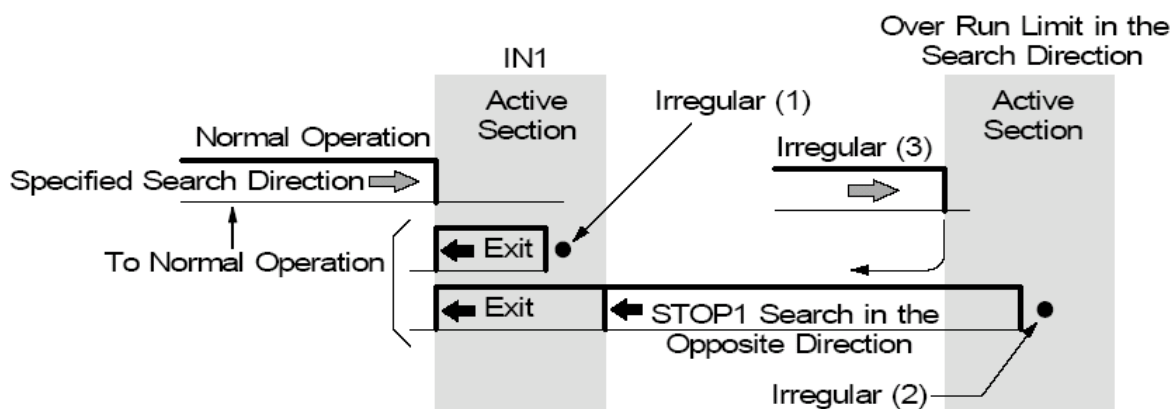 Over Run Limit in the
Search Direction
IN1
Active
Section
Irregular (1)
Active
Section
Normal Operation
Irregular (3)
Specified Search Direction
Exit
To Normal Operation
Exit
STOP1 Search in the
Opposite Direction
Irregular (2)